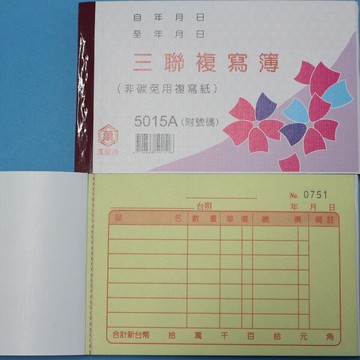 自 年 月 日
至 年 月 日
三聯複寫簿
(非碳免用複寫紙)
5015A (附號碼)
No. 0751
台照 年 月 日
品 名 數 量 單 價 總 價 備 註
合計新台幣 拾 萬 千 百 拾 元 角